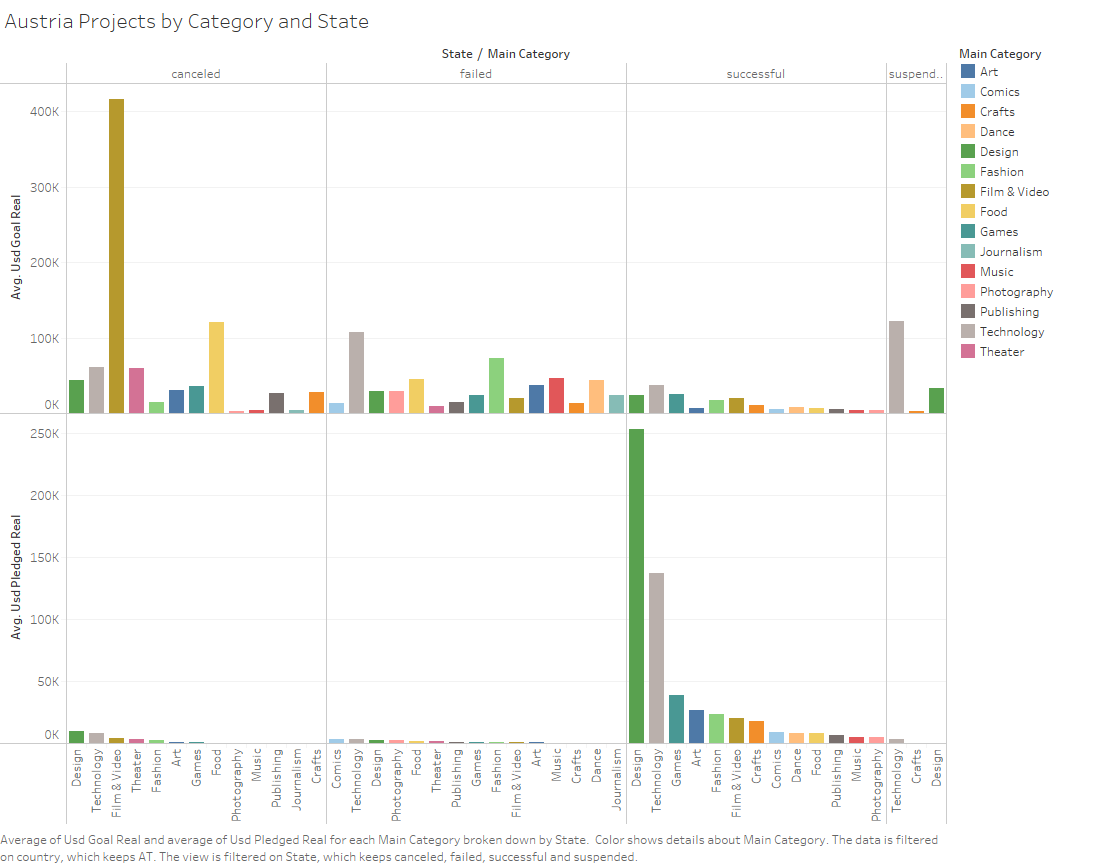 Austria Projects by Category and State
State / Main Category
canceled
failed
successful
suspend..
Avg. Usd Goal Real
400K
300K
200K
100K
0K
Avg. Usd Pledged Real
250K
200K
150K
100K
50K
0K
Design
Technology
Film & Video
Theater
Fashion
Art
Games
Food
Photography
Music
Publishing
Journalism
Crafts
Comics
Technology
Design
Photography
Food
Theater
Publishing
Games
Fashion
Film & Video
Art
Music
Crafts
Dance
Journalism
Design
Technology
Games
Art
Fashion
Film & Video
Crafts
Comics
Dance
Food
Publishing
Music
Photography
Technology
Crafts
Design
Main Category
Art
Comics
Crafts
Dance
Design
Fashion
Film & Video
Food
Games
Journalism
Music
Photography
Publishing
Technology
Theater
Average of Usd Goal Real and average of Usd Pledged Real for each Main Category broken down by State.  Color shows details about Main Category. The data is filtered
on country, which keeps AT. The view is filtered on State, which keeps canceled, failed, successful and suspended.